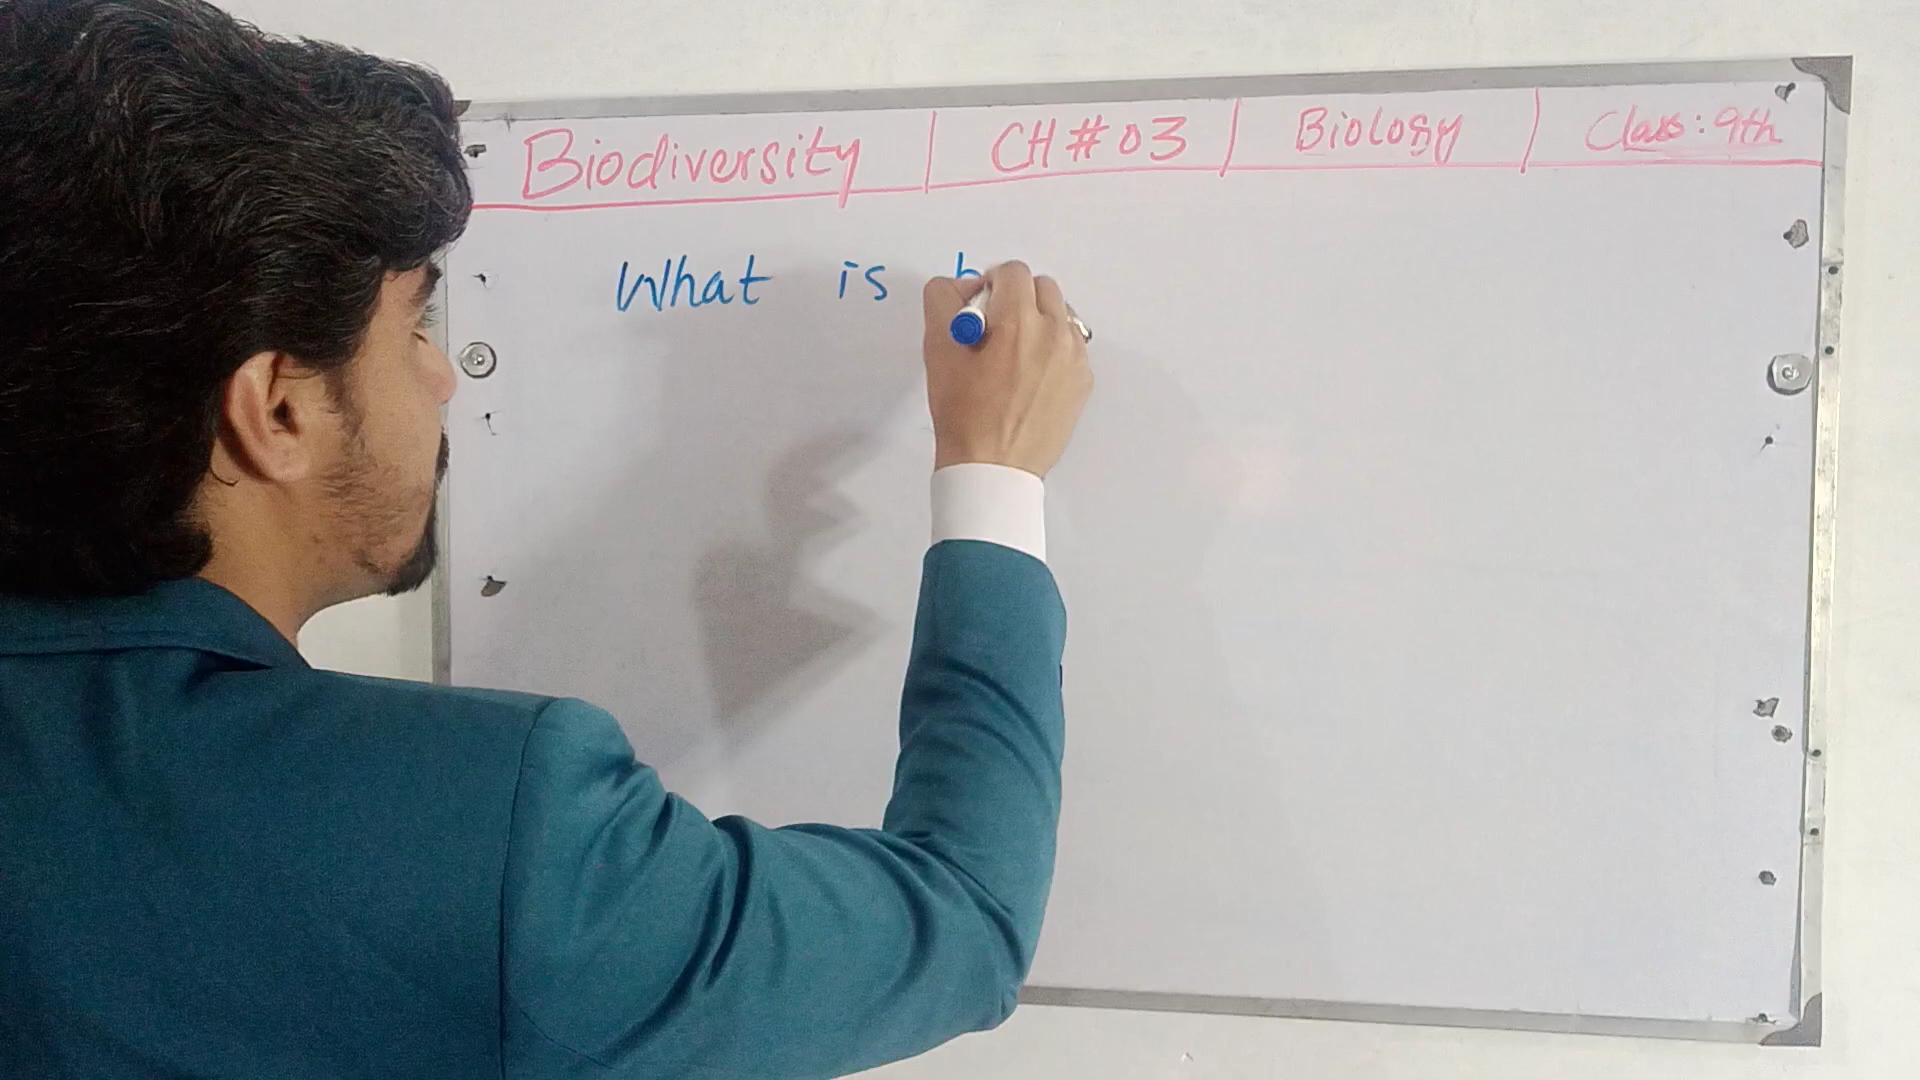 Biodiversity | CH # 03 | Biology | Class: 9th
What is b